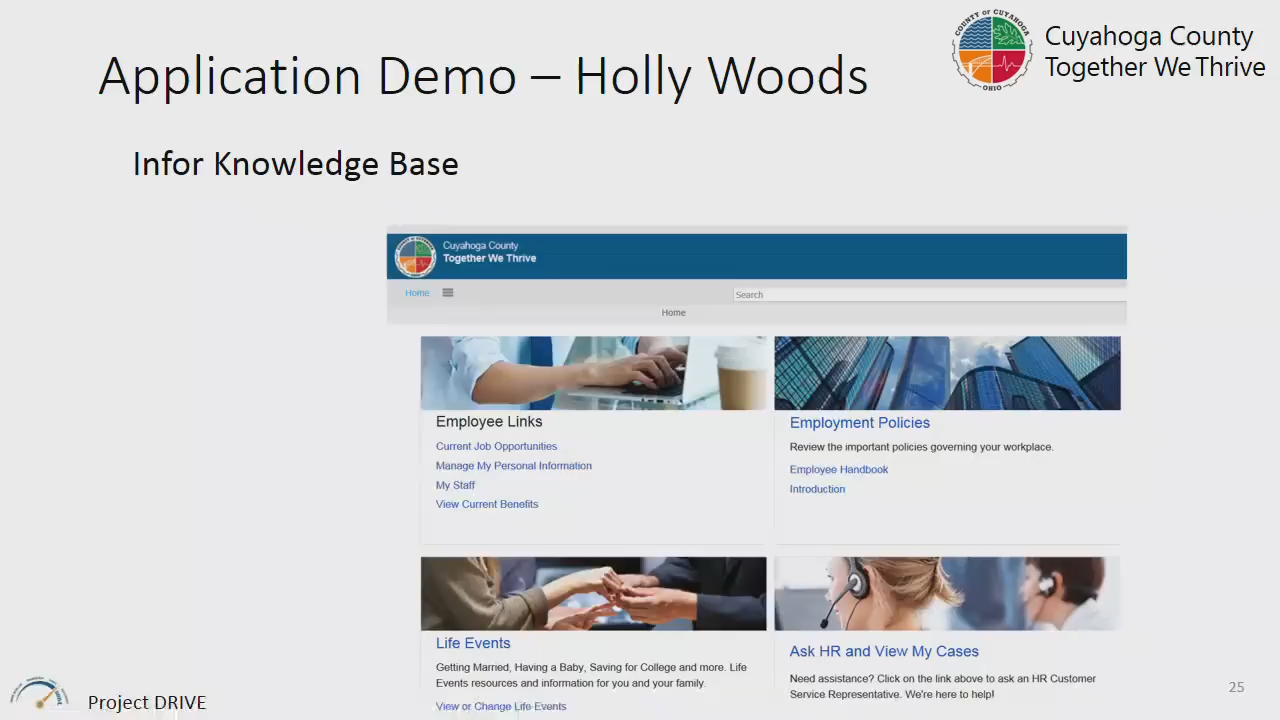 COUNTY OF CUYAHOGA
OHIO
Cuyahoga County
Together We Thrive
Application Demo – Holly Woods
Infor Knowledge Base
Cuyahoga County
Together We Thrive
Home
Search
Home
Employee Links
Current Job Opportunities
Manage My Personal Information
My Staff
View Current Benefits
Employment Policies
Review the important policies governing your workplace.
Employee Handbook
Introduction
Life Events
Getting Married, Having a Baby, Saving for College and more. Life
Events resources and information for you and your family.
View or Change Life Events
Ask HR and View My Cases
Need assistance? Click on the link above to ask an HR Customer
Service Representative. We're here to help!
Project DRIVE
25